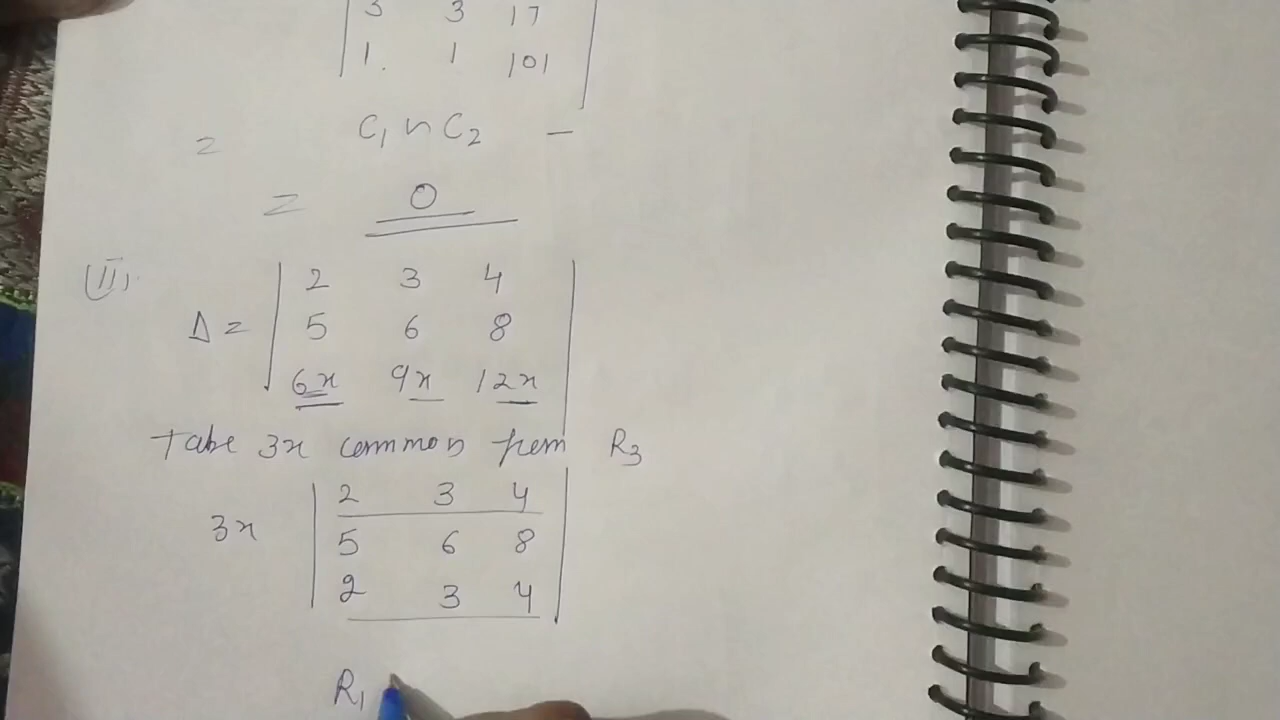 3 3 17
1. 1 101
= C₁ n C₂ –
= 0
(II),
2 3 4
Δ = 5 6 8
6x 9x 12x
Take 3x common from R₃
2 3 4
3x 5 6 8
2 3 4
R₁